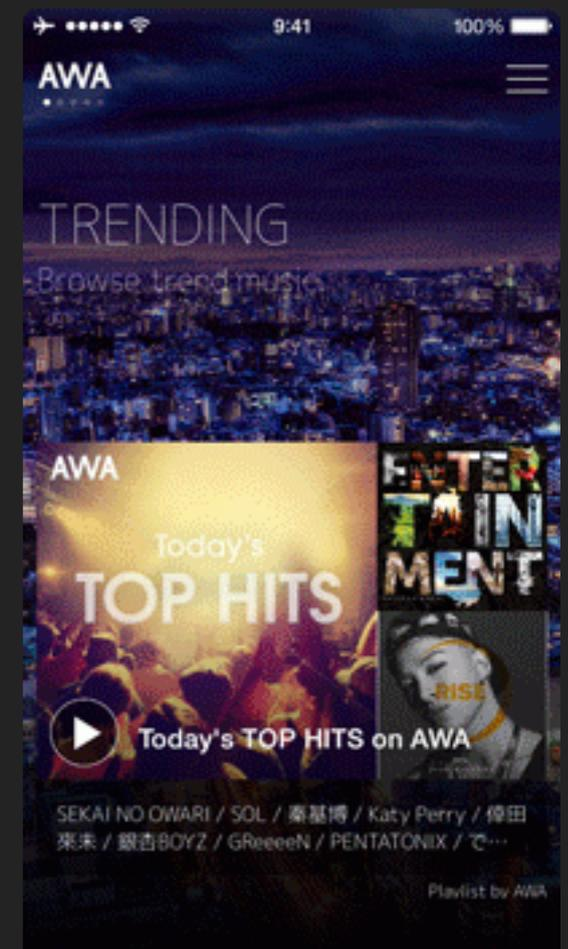 9:41
100%
AWA
TRENDING
Browse trend music.
AWA
Today's
TOP HITS
ENTER
TAIN
MENT
RISE
Today's TOP HITS on AWA
SEKAI NO OWARI / SOL / 秦基博 / Katy Perry / 倖田
來未 / 銀杏BOYZ / GReeeeN / PENTATONIX / で…
Playlist by AWA